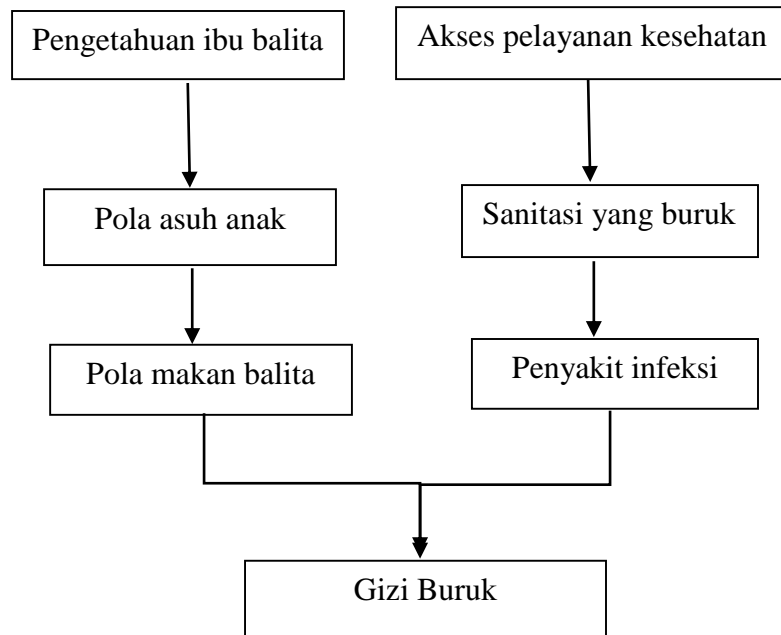 Pengetahuan ibu balita
Akses pelayanan kesehatan
Pola asuh anak
Sanitasi yang buruk
Pola makan balita
Penyakit infeksi
Gizi Buruk